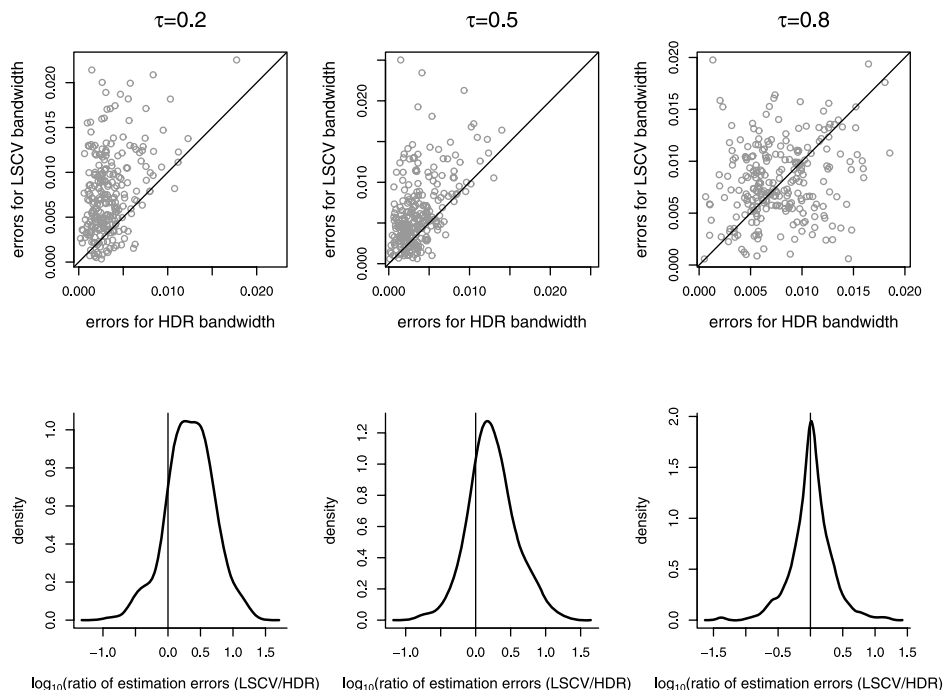 τ=0.2
τ=0.5
τ=0.8
errors for LSCV bandwidth
0.000 0.005 0.010 0.015 0.020
0.000 0.010 0.020
errors for HDR bandwidth
errors for LSCV bandwidth
0.000 0.010 0.020
0.000 0.010 0.020
errors for HDR bandwidth
errors for LSCV bandwidth
0.000 0.005 0.010 0.015 0.020
0.000 0.005 0.010 0.015 0.020
errors for HDR bandwidth
density
0.0 0.2 0.4 0.6 0.8 1.0
−1.0 0.0 0.5 1.0 1.5
log₁₀(ratio of estimation errors (LSCV/HDR)
density
0.0 0.2 0.4 0.6 0.8 1.0 1.2
−1.0 0.0 0.5 1.0 1.5
log₁₀(ratio of estimation errors (LSCV/HDR)
density
0.0 0.5 1.0 1.5 2.0
−1.5 −0.5 0.0 0.5 1.0 1.5
log₁₀(ratio of estimation errors (LSCV/HDR)